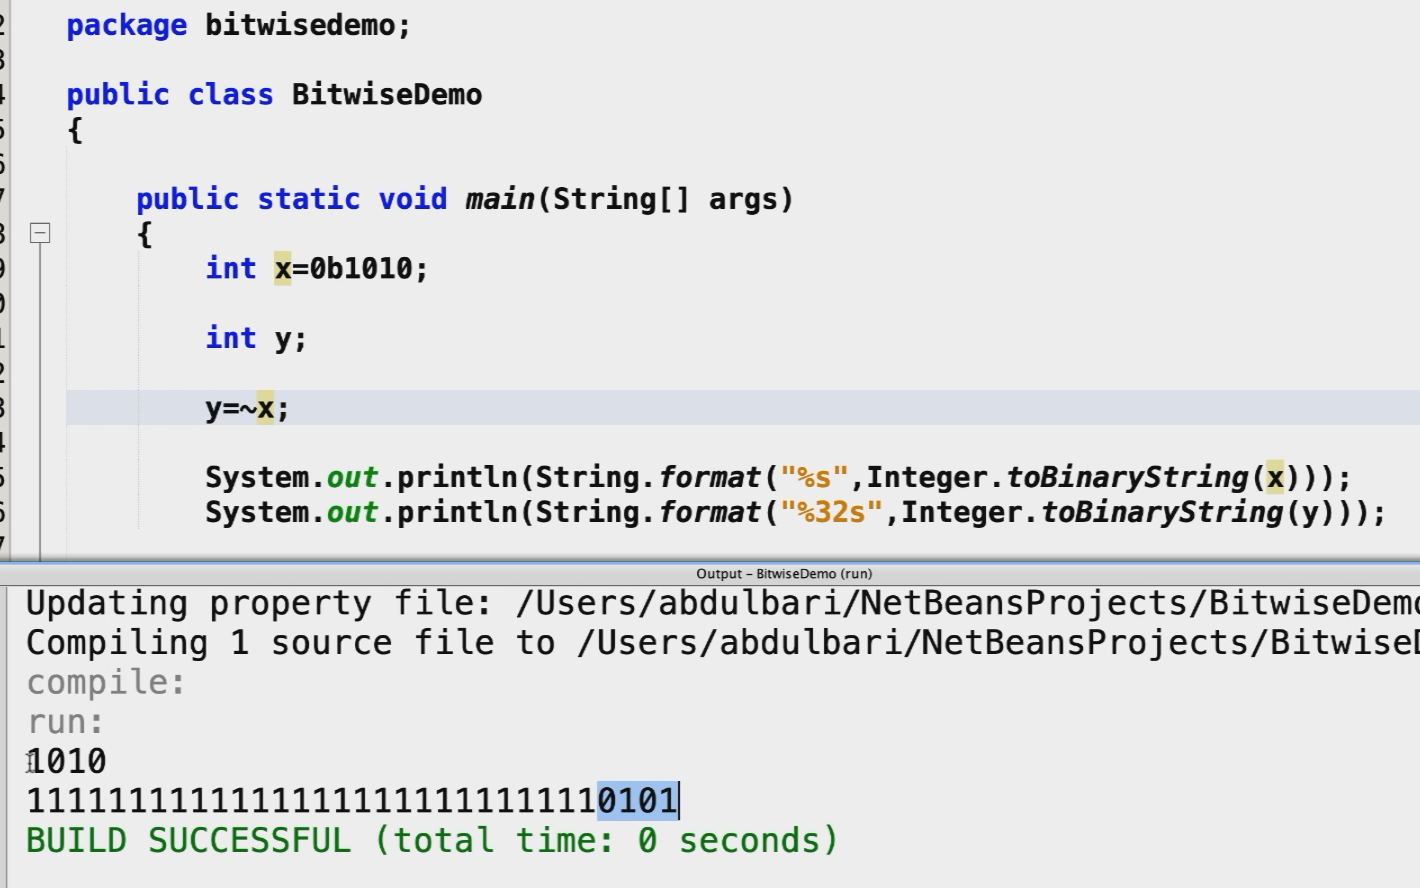 2 package bitwisedemo;
3
4 public class BitwiseDemo
5 {
6
7 public static void main(String[] args)
8 {
9 int x=0b1010;
0
1 int y;
2
3 y=~x;
4
5 System.out.println(String.format("%s",Integer.toBinaryString(x)));
6 System.out.println(String.format("%32s",Integer.toBinaryString(y)));
7
Output – BitwiseDemo (run)
Updating property file: /Users/abdulbari/NetBeansProjects/BitwiseDemo
Compiling 1 source file to /Users/abdulbari/NetBeansProjects/BitwiseD
compile:
run:
1010
11111111111111111111111111110101
BUILD SUCCESSFUL (total time: 0 seconds)